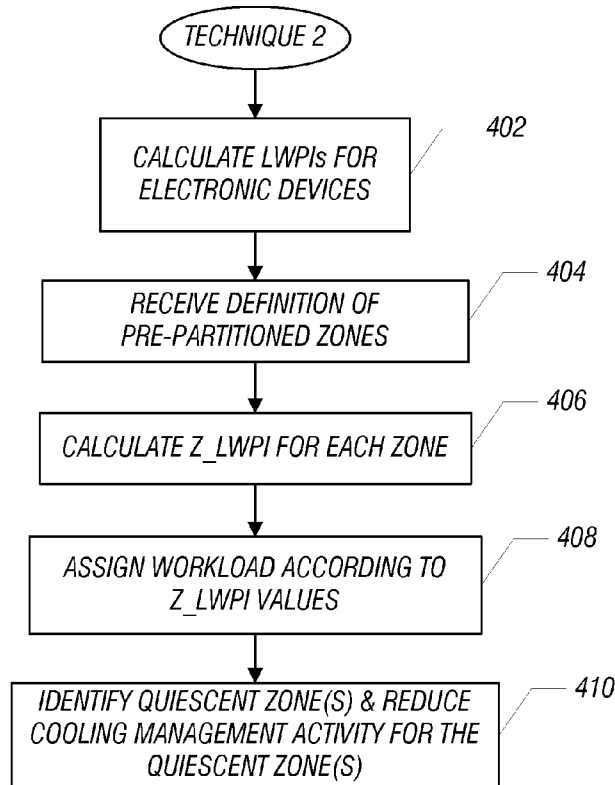 TECHNIQUE 2
402
CALCULATE LWPIs FOR
ELECTRONIC DEVICES
404
RECEIVE DEFINITION OF
PRE-PARTITIONED ZONES
406
CALCULATE Z_LWPI FOR EACH ZONE
408
ASSIGN WORKLOAD ACCORDING TO
Z_LWPI VALUES
410
IDENTIFY QUIESCENT ZONE(S) & REDUCE
COOLING MANAGEMENT ACTIVITY FOR THE
QUIESCENT ZONE(S)